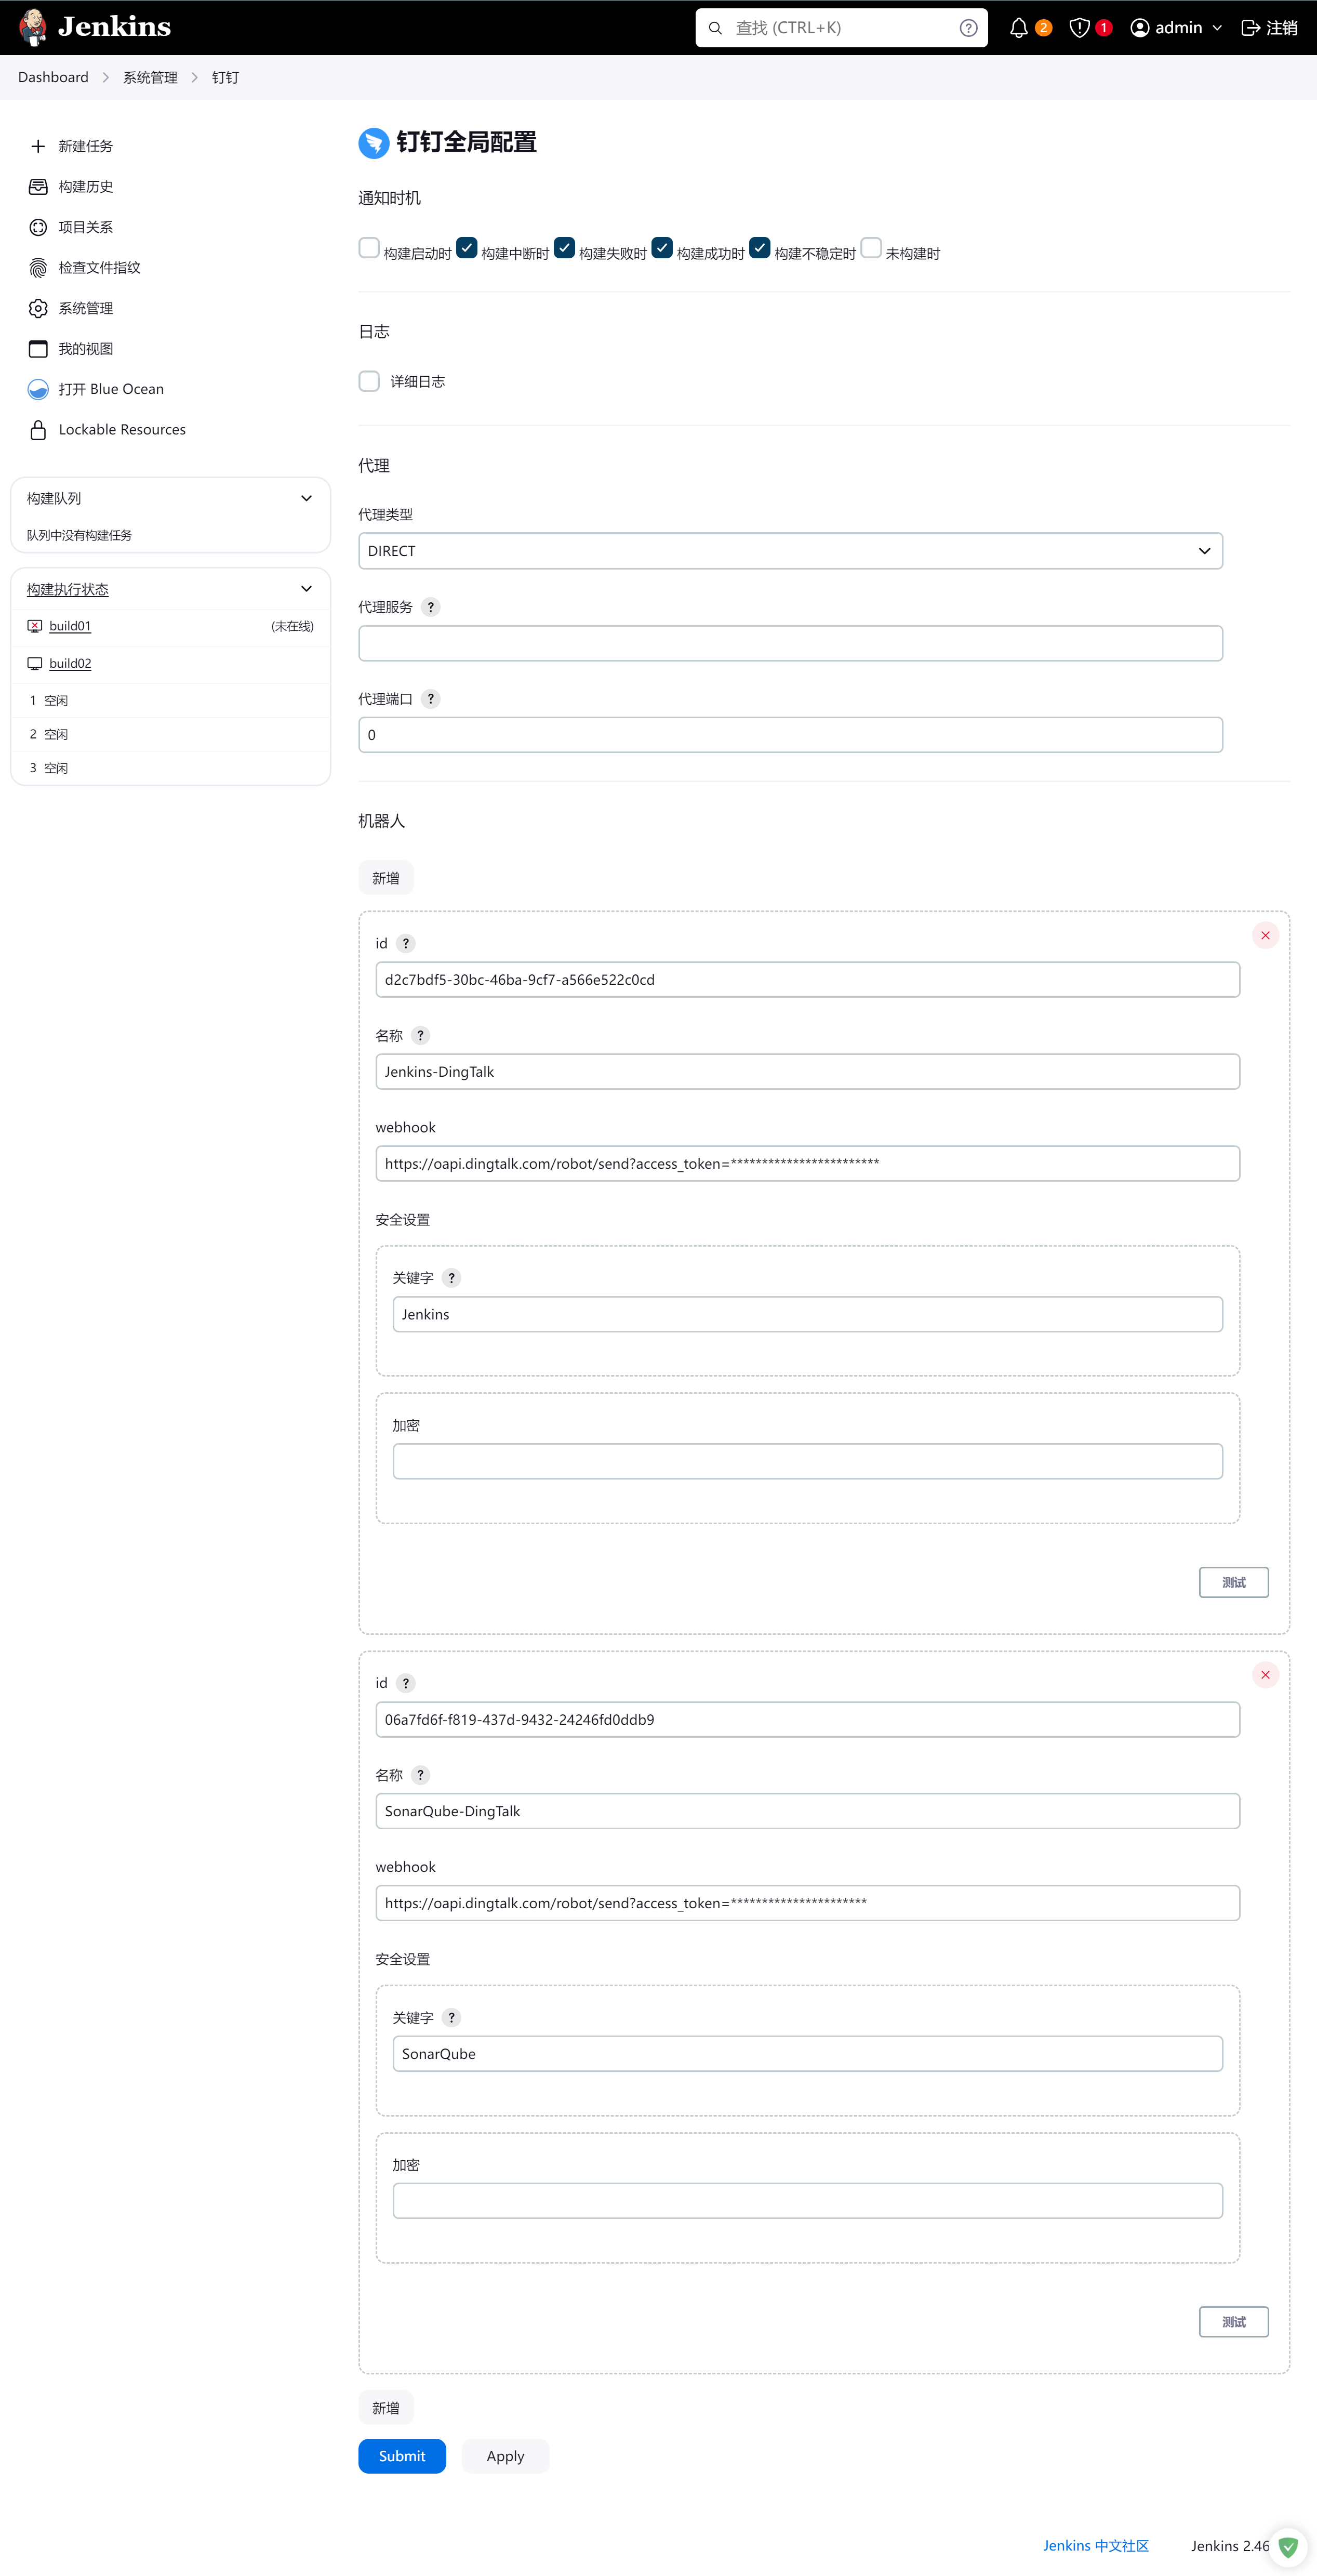 Jenkins
查找 (CTRL+K)
?
2
1
admin
注销
Dashboard
系统管理
钉钉
新建任务
构建历史
项目关系
检查文件指纹
系统管理
我的视图
打开 Blue Ocean
Lockable Resources
构建队列
队列中没有构建任务
构建执行状态
build01
(未在线)
build02
1 空闲
2 空闲
3 空闲
钉钉全局配置
通知时机
构建启动时 构建中断时 构建失败时 构建成功时 构建不稳定时 未构建时
日志
详细日志
代理
代理类型
DIRECT
代理服务 ?
代理端口 ?
0
机器人
新增
id ?
d2c7bdf5-30bc-46ba-9cf7-a566e522c0cd
名称 ?
Jenkins-DingTalk
webhook
https://oapi.dingtalk.com/robot/send?access_token=************************
安全设置
关键字 ?
Jenkins
加密
测试
id ?
06a7fd6f-f819-437d-9432-24246fd0ddb9
名称 ?
SonarQube-DingTalk
webhook
https://oapi.dingtalk.com/robot/send?access_token=**********************
安全设置
关键字 ?
SonarQube
加密
测试
新增
Submit
Apply
Jenkins 中文社区
Jenkins 2.46